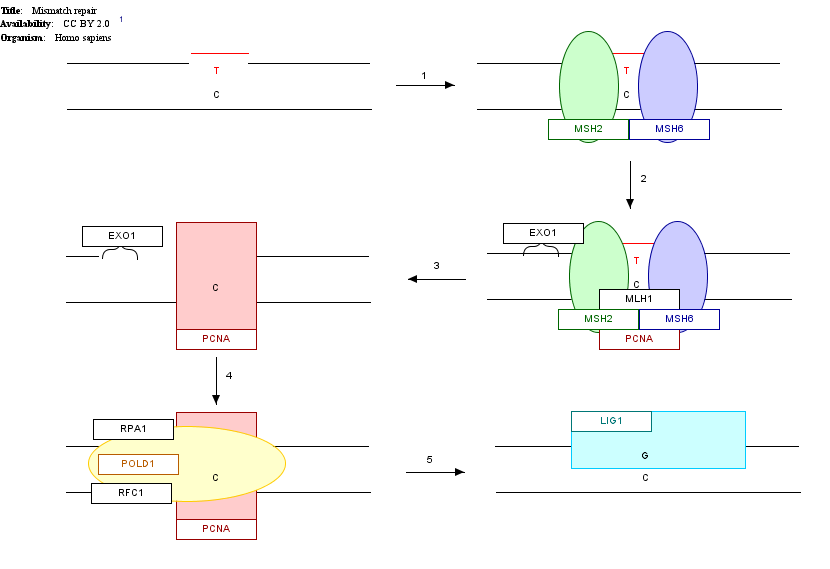 Title: Mismatch repair
Availability: CC BY 2.0 1
Organism: Homo sapiens
T
C
1
T
C
MSH2 MSH6
2
EXO1
T
C
MLH1
MSH2 MSH6
PCNA
3
EXO1
C
PCNA
4
RPA1
POLD1
C
RFC1
PCNA
5
LIG1
G
C